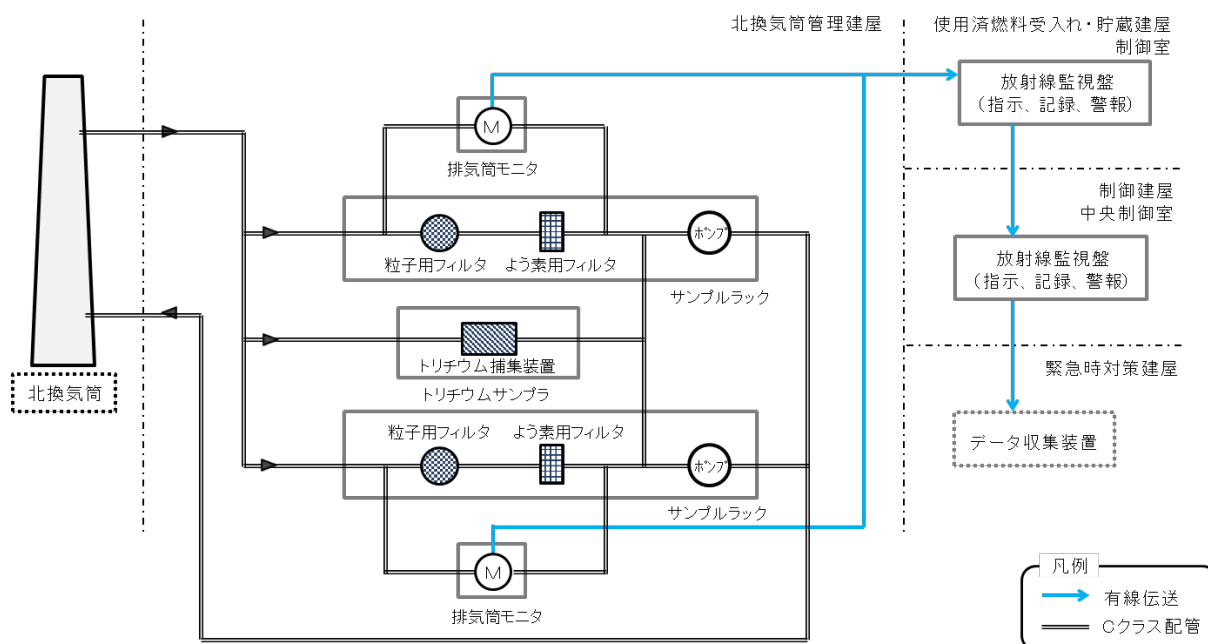 北換気筒管理建屋
使用済燃料受入れ・貯蔵建屋
制御室
放射線監視盤
(指示、記録、警報)
M
排気筒モニタ
制御建屋
中央制御室
ポンプ
粒子用フィルタ
よう素用フィルタ
放射線監視盤
(指示、記録、警報)
サンプルラック
トリチウム捕集装置
緊急時対策建屋
北換気筒
トリチウムサンプラ
粒子用フィルタ
よう素用フィルタ
データ収集装置
ポンプ
サンプルラック
M
排気筒モニタ
凡例
有線伝送
Cクラス配管